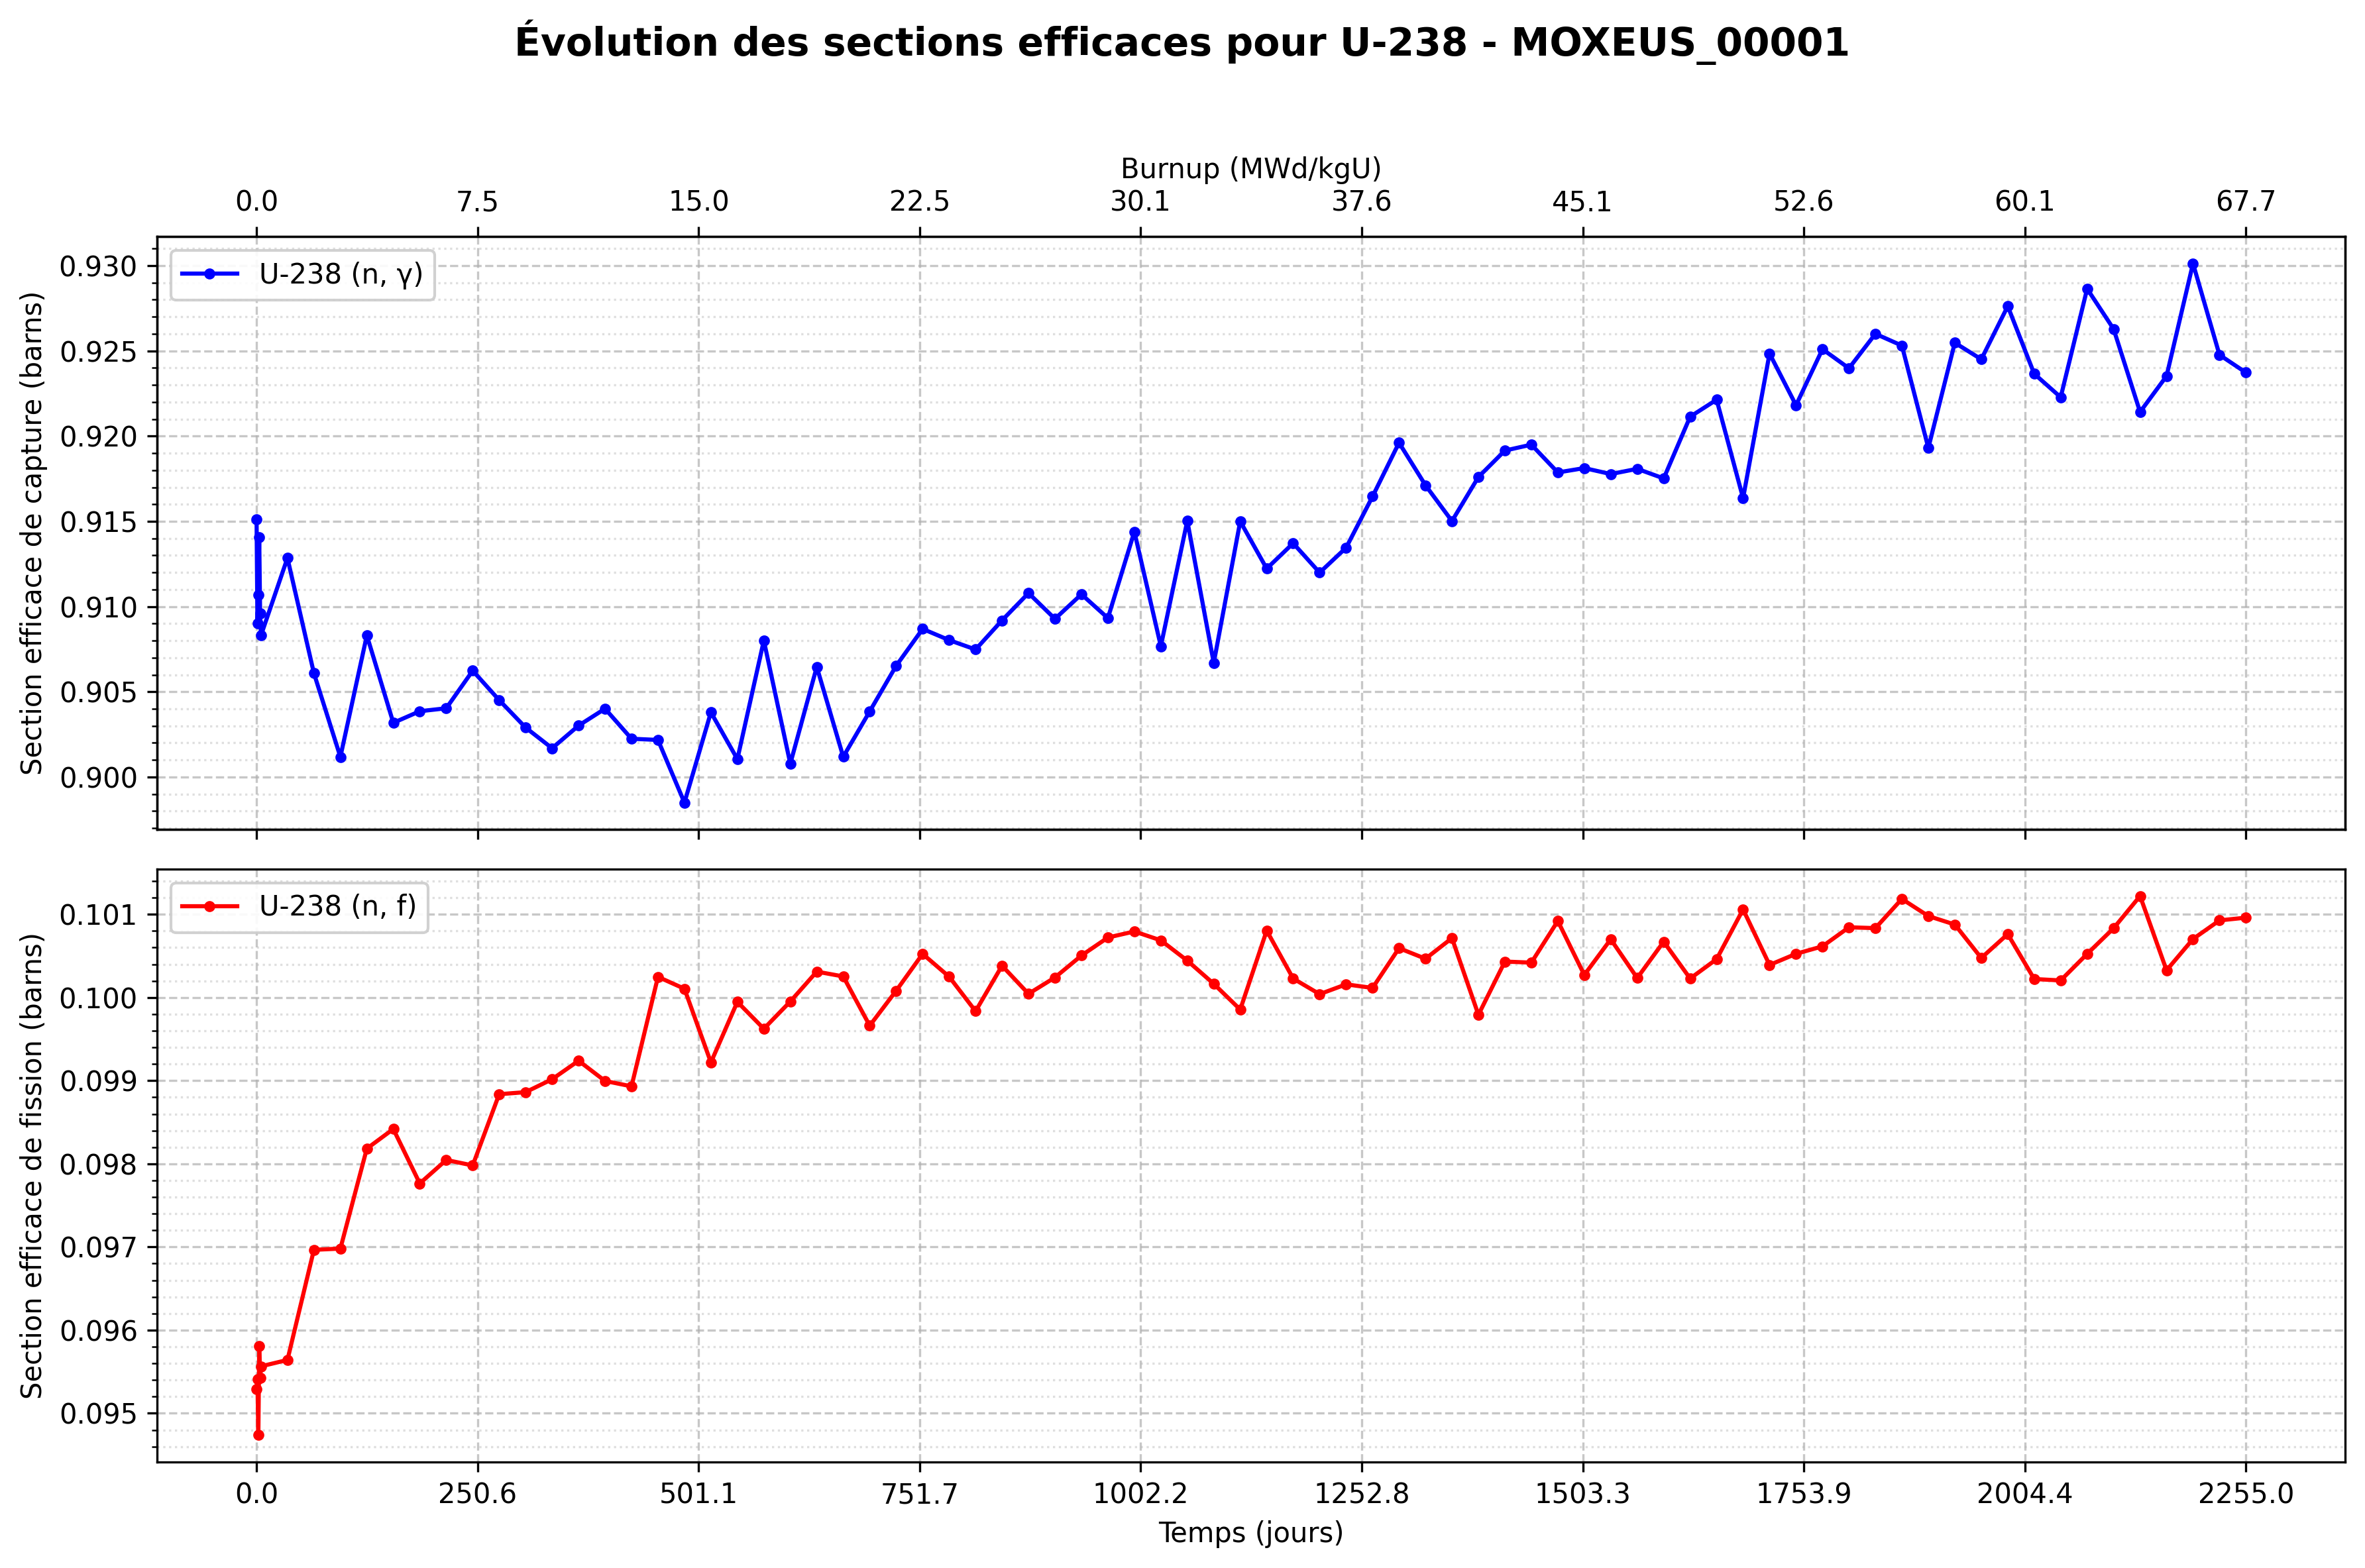 Évolution des sections efficaces pour U-238 - MOXEUS_00001
Burnup (MWd/kgU)
0.0 7.5 15.0 22.5 30.1 37.6 45.1 52.6 60.1 67.7
Section efficace de capture (barns)
U-238 (n, γ)
0.930
0.925
0.920
0.915
0.910
0.905
0.900
Section efficace de fission (barns)
U-238 (n, f)
0.101
0.100
0.099
0.098
0.097
0.096
0.095
0.0 250.6 501.1 751.7 1002.2 1252.8 1503.3 1753.9 2004.4 2255.0
Temps (jours)